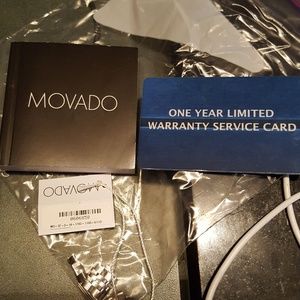 MOVADO
ONE YEAR LIMITED
WARRANTY SERVICE CARD
MOVADO